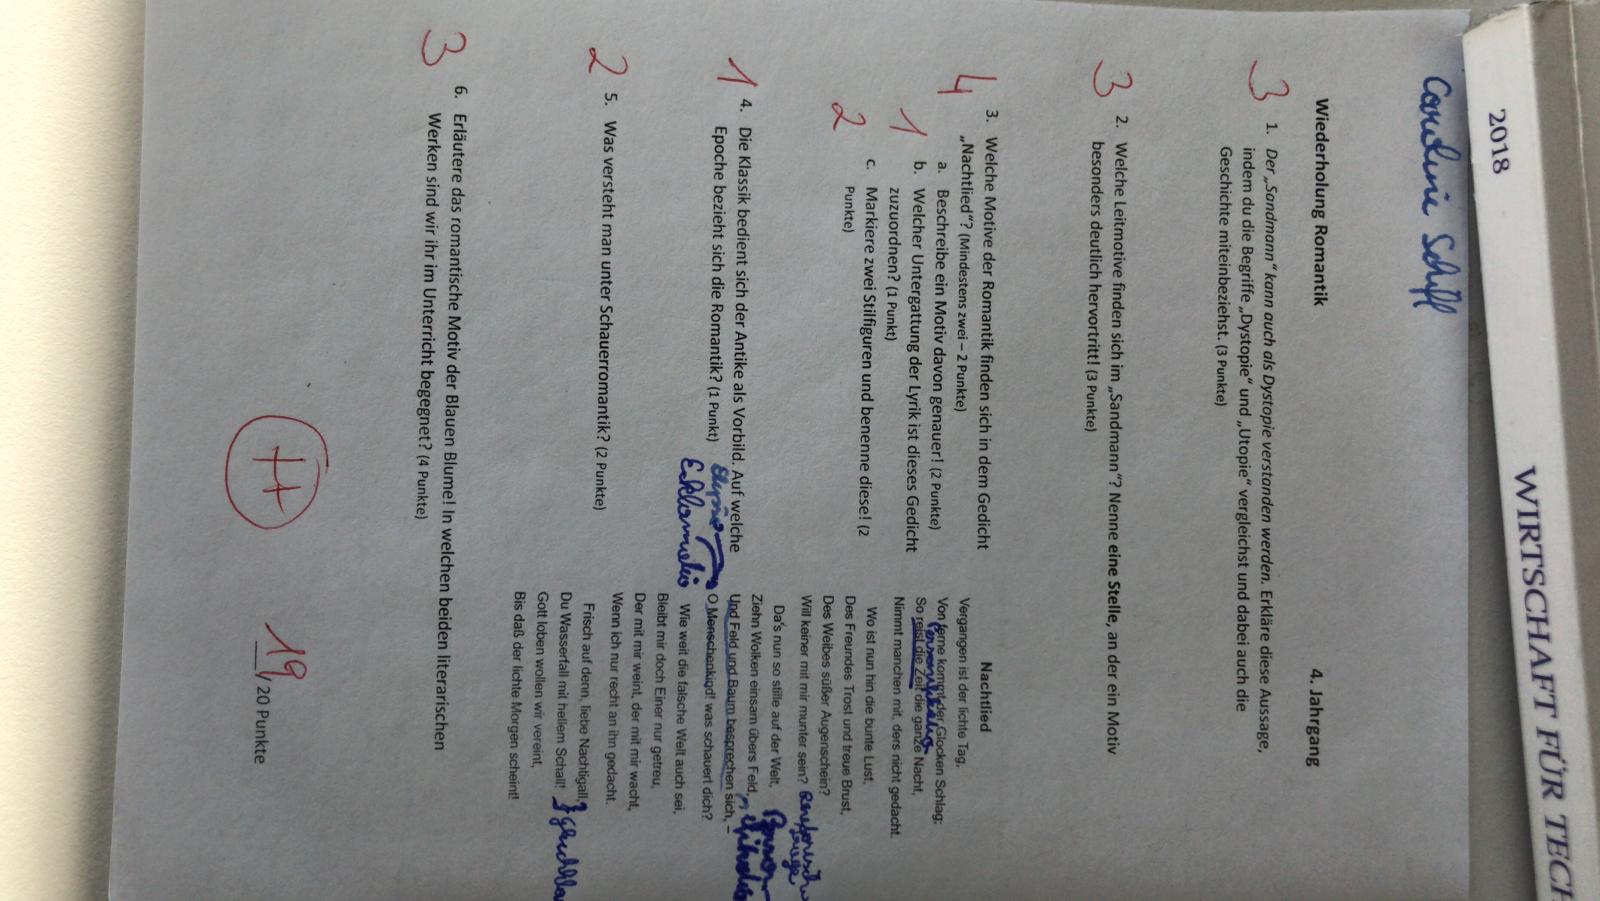 2018
WIRTSCHAFT FÜR TECH
Caroline Schiff
Wiederholung Romantik
4. Jahrgang
3
1. Der „Sandmann“ kann auch als Dystopie verstanden werden. Erkläre diese Aussage,
indem du die Begriffe „Dystopie“ und „Utopie“ vergleichst und dabei auch die
Geschichte miteinbeziehst. (3 Punkte)
3
2. Welche Leitmotive finden sich im „Sandmann“? Nenne eine Stelle, an der ein Motiv
besonders deutlich hervortritt! (3 Punkte)
4
3. Welche Motive der Romantik finden sich in dem Gedicht
„Nachtlied“? (Mindestens zwei – 2 Punkte)
a. Beschreibe ein Motiv davon genauer! (2 Punkte)
1
b. Welcher Untergattung der Lyrik ist dieses Gedicht
zuzuordnen? (1 Punkt)
2
c. Markiere zwei Stilfiguren und benenne diese! (2
Punkte)
1
4. Die Klassik bedient sich der Antike als Vorbild. Auf welche
Epoche bezieht sich die Romantik? (1 Punkt)
2
5. Was versteht man unter Schauerromantik? (2 Punkte)
Nachtlied
Vergangen ist der lichte Tag,
Von ferne kommt der Glocken Schlag;
Personifikation
So reist die Zeit die ganze Nacht,
Nimmt manchen mit, ders nicht gedacht.
Wo ist nun hin die bunte Lust,
Des Freundes Trost und treue Brust,
Des Weibes süßer Augenschein?
Will keiner mit mir munter sein?
Da's nun so stille auf der Welt,
Ziehn Wolken einsam übers Feld,
Und Feld und Baum besprechen sich, –
O Menschenkind! was schauert dich?
Exklamatio
Wie weit die falsche Welt auch sei,
Bleibt mir doch Einer nur getreu,
Der mit mir weint, der mit mir wacht,
Wenn ich nur recht an ihn gedacht.
Frisch auf denn, liebe Nachtigall,
Du Wasserfall mit hellem Schall!
Gott loben wollen wir vereint,
Bis daß der lichte Morgen scheint!
3
6. Erläutere das romantische Motiv der Blauen Blume! In welchen beiden literarischen
Werken sind wir ihr im Unterricht begegnet? (4 Punkte)
19/20 Punkte